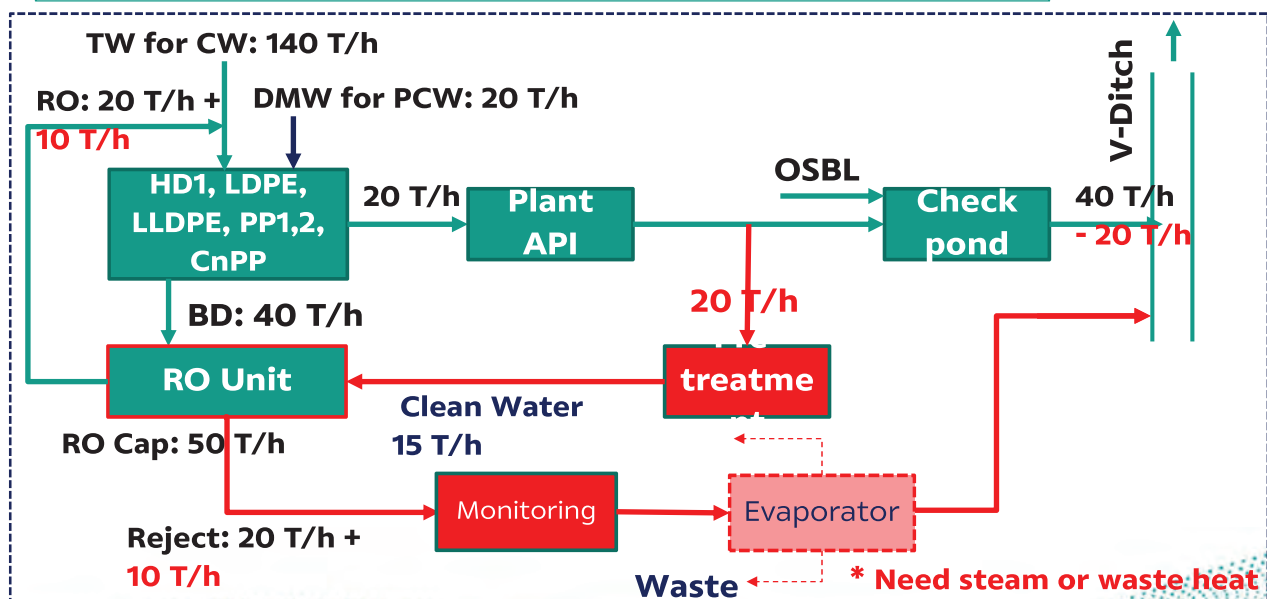 TW for CW: 140 T/h
RO: 20 T/h +
10 T/h
DMW for PCW: 20 T/h
HD1, LDPE,
LLDPE, PP1,2,
CnPP
20 T/h
Plant
API
OSBL
Check
pond
40 T/h
- 20 T/h
V-Ditch
BD: 40 T/h
20 T/h
RO Unit
treatme
Clean Water
15 T/h
RO Cap: 50 T/h
Monitoring
Evaporator
Reject: 20 T/h +
10 T/h
Waste
* Need steam or waste heat